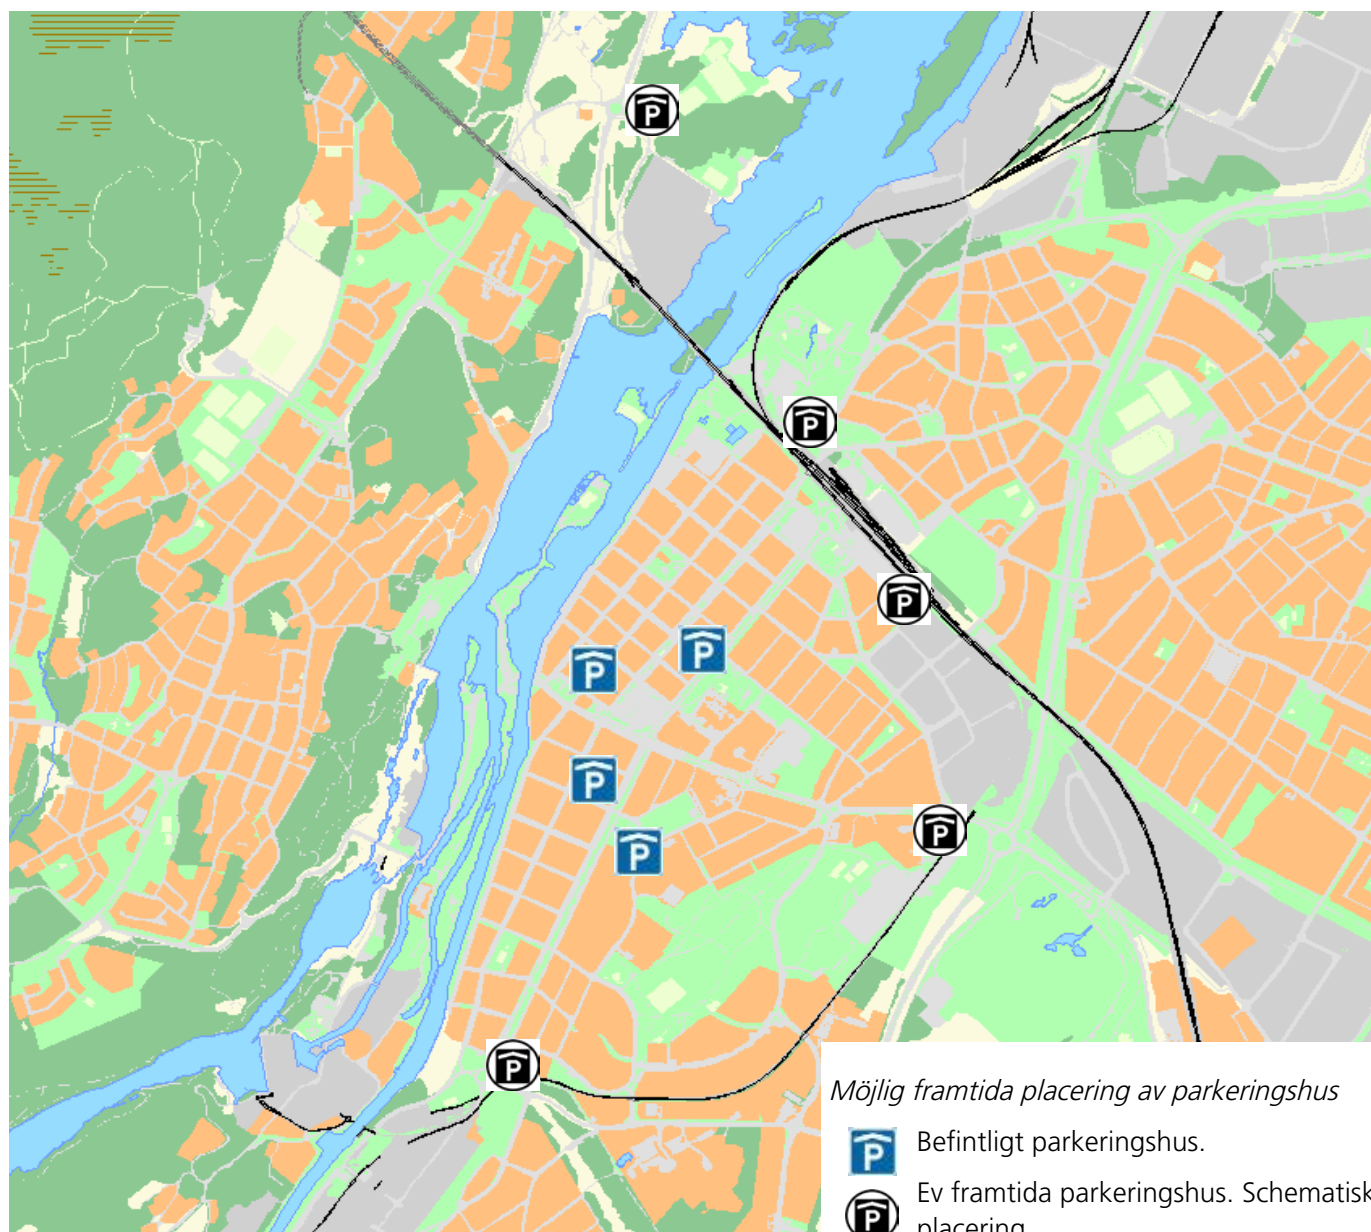 P
P
P
P
P
P
P
P
P
Möjlig framtida placering av parkeringshus
P Befintligt parkeringshus.
P Ev framtida parkeringshus. Schematisk
placering